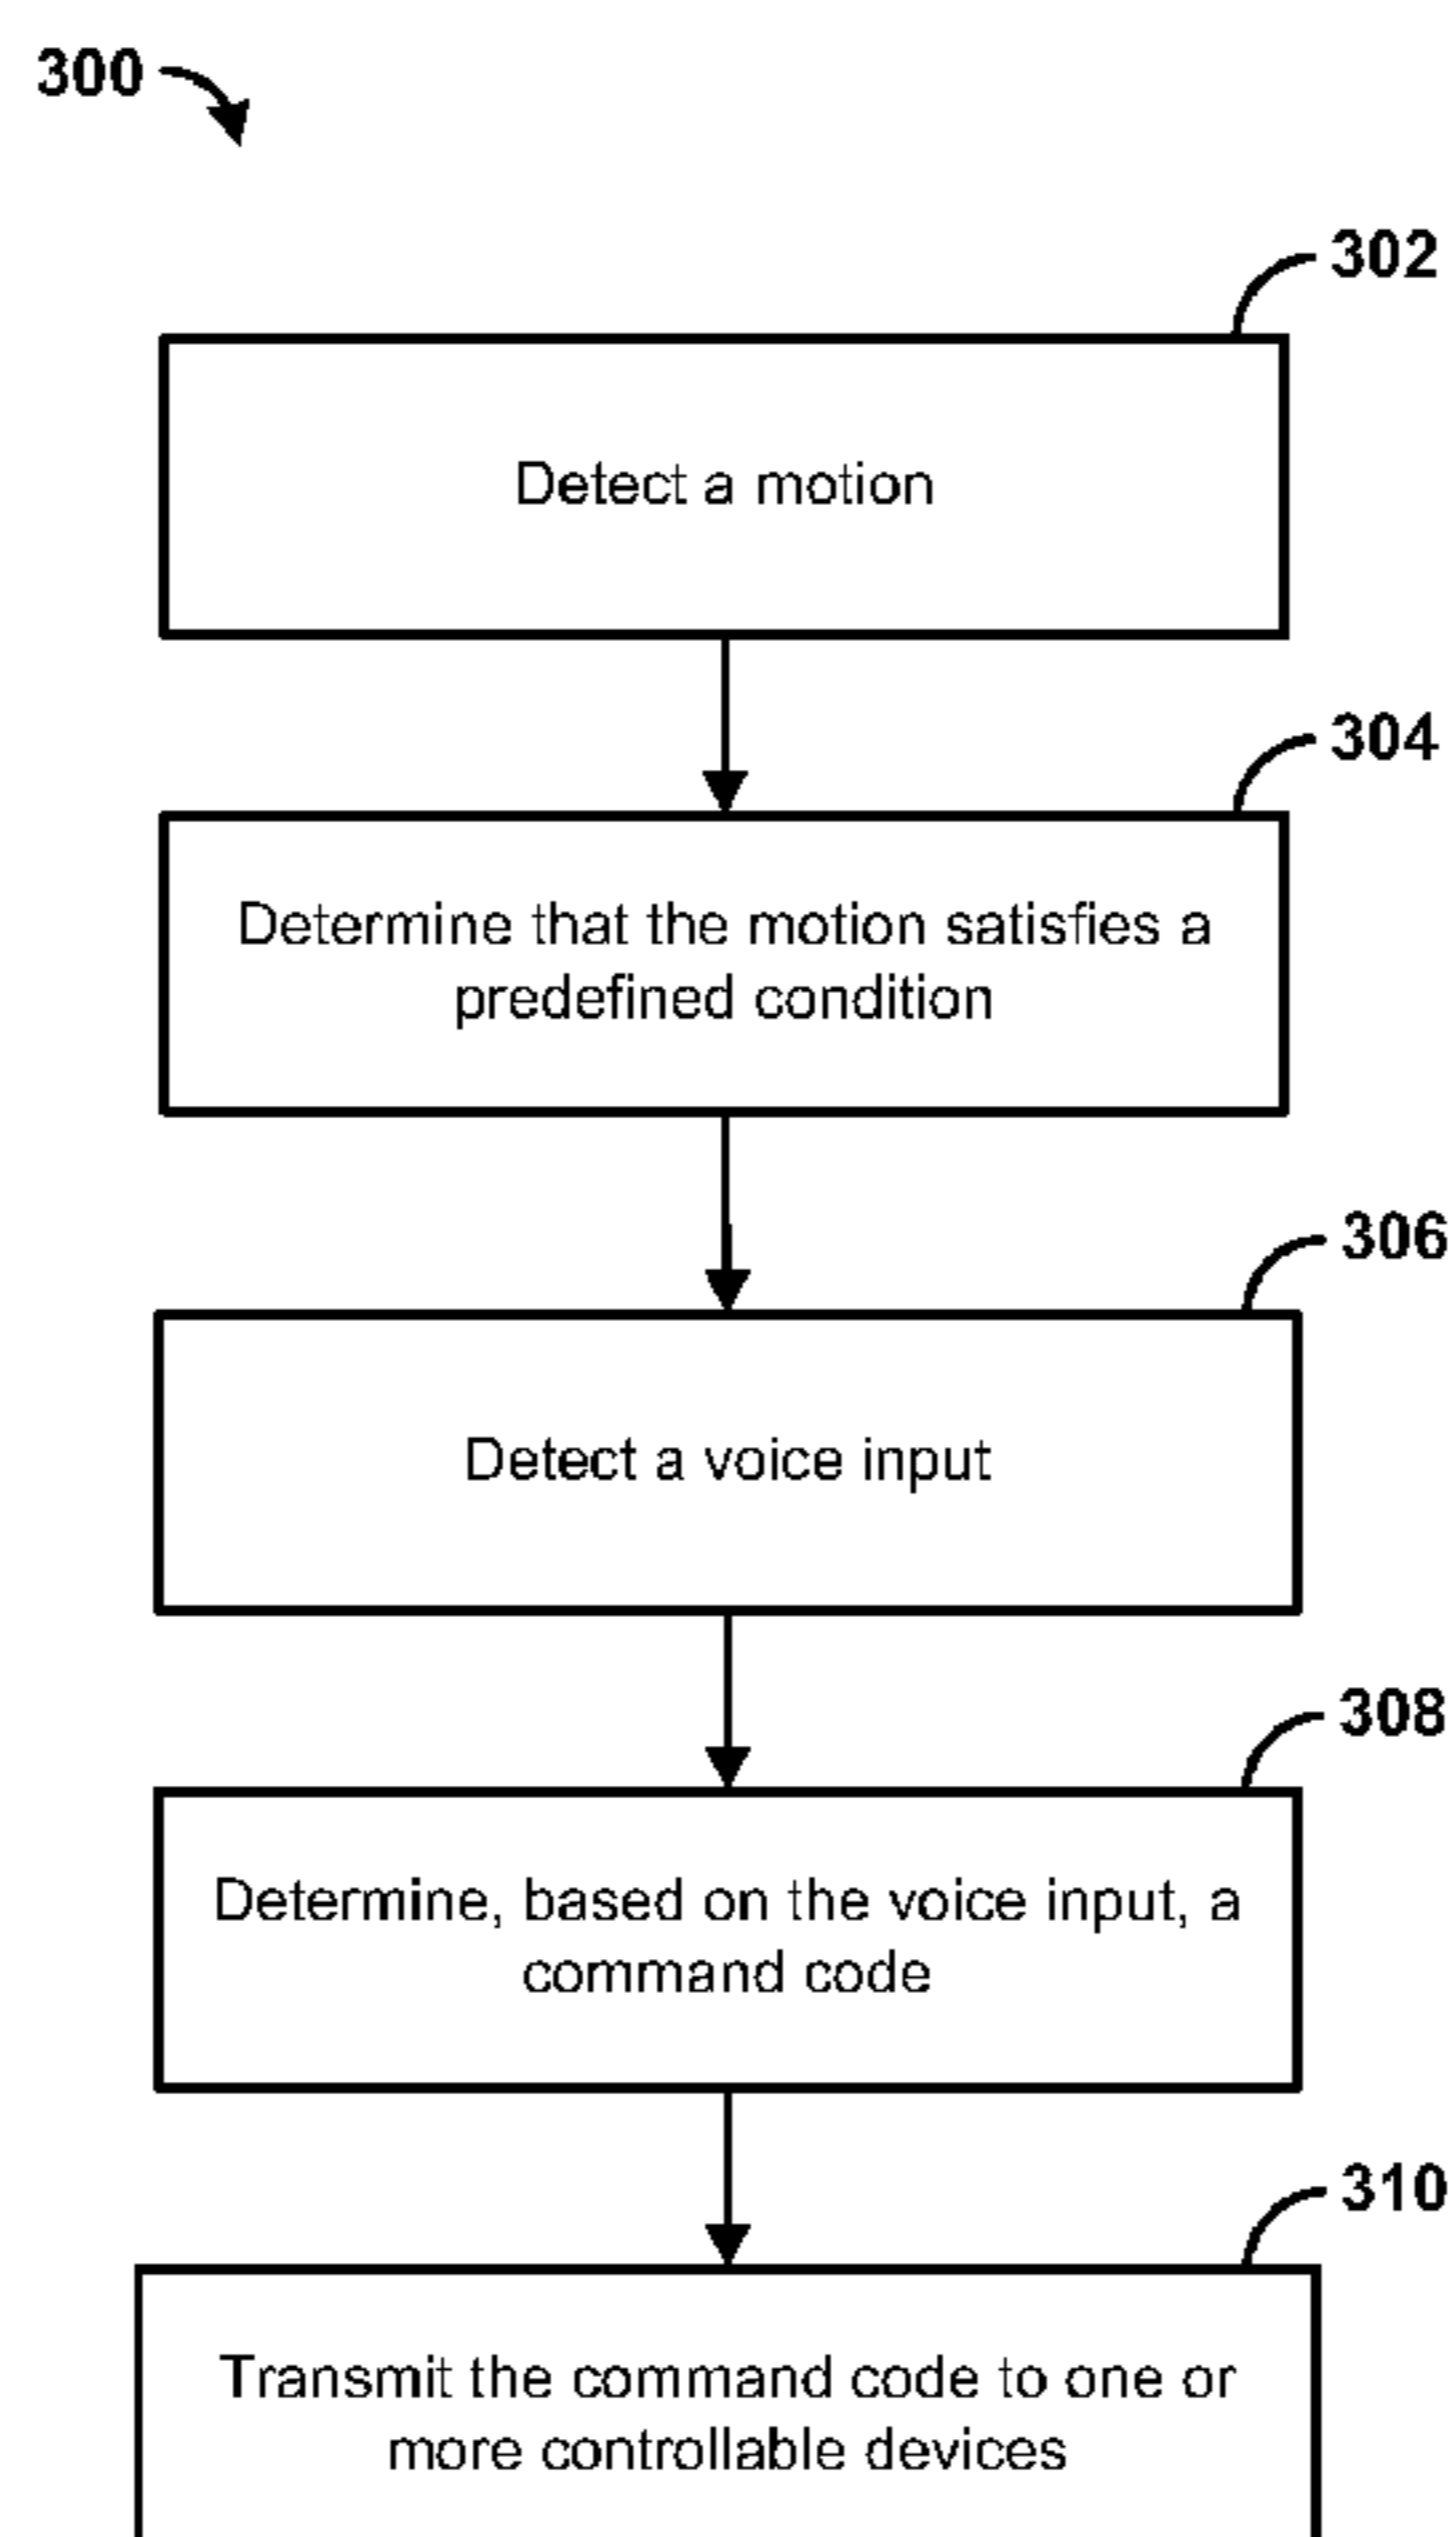 300
302
Detect a motion
304
Determine that the motion satisfies a
predefined condition
306
Detect a voice input
308
Determine, based on the voice input, a
command code
310
Transmit the command code to one or
more controllable devices